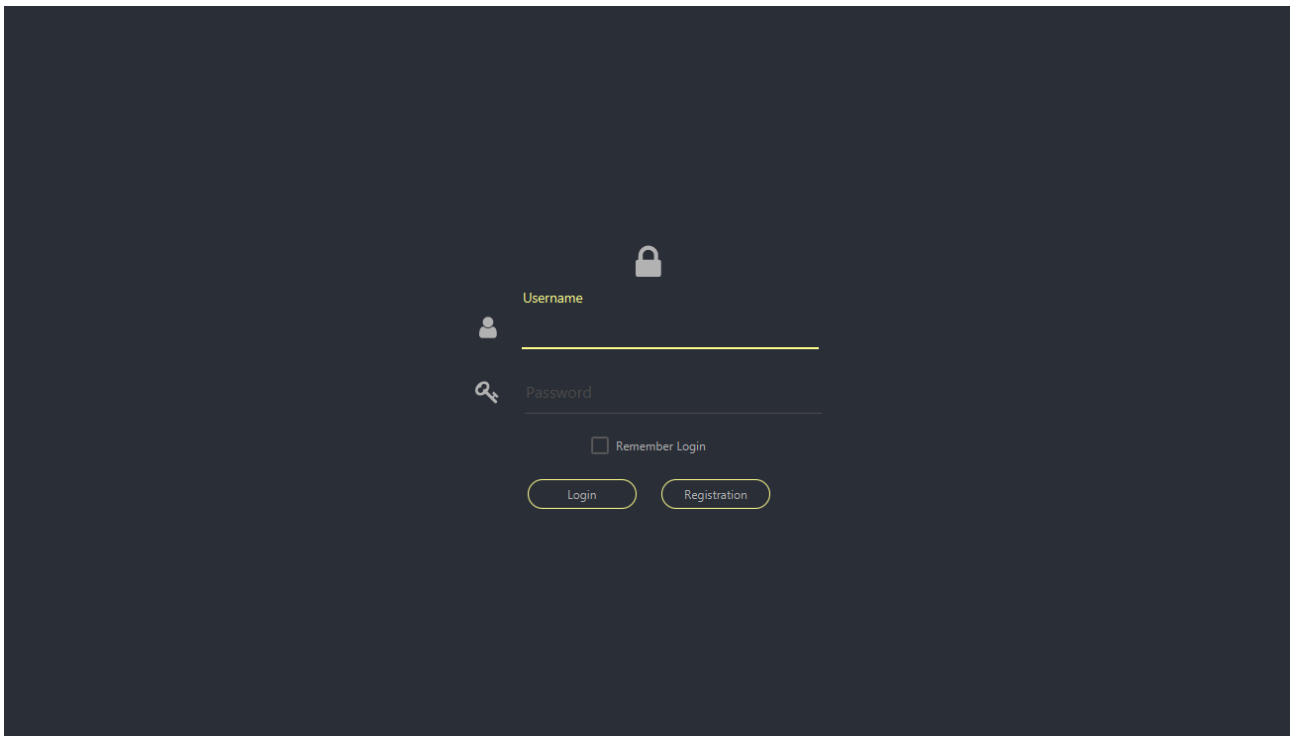 Username
Password
Remember Login
Login
Registration